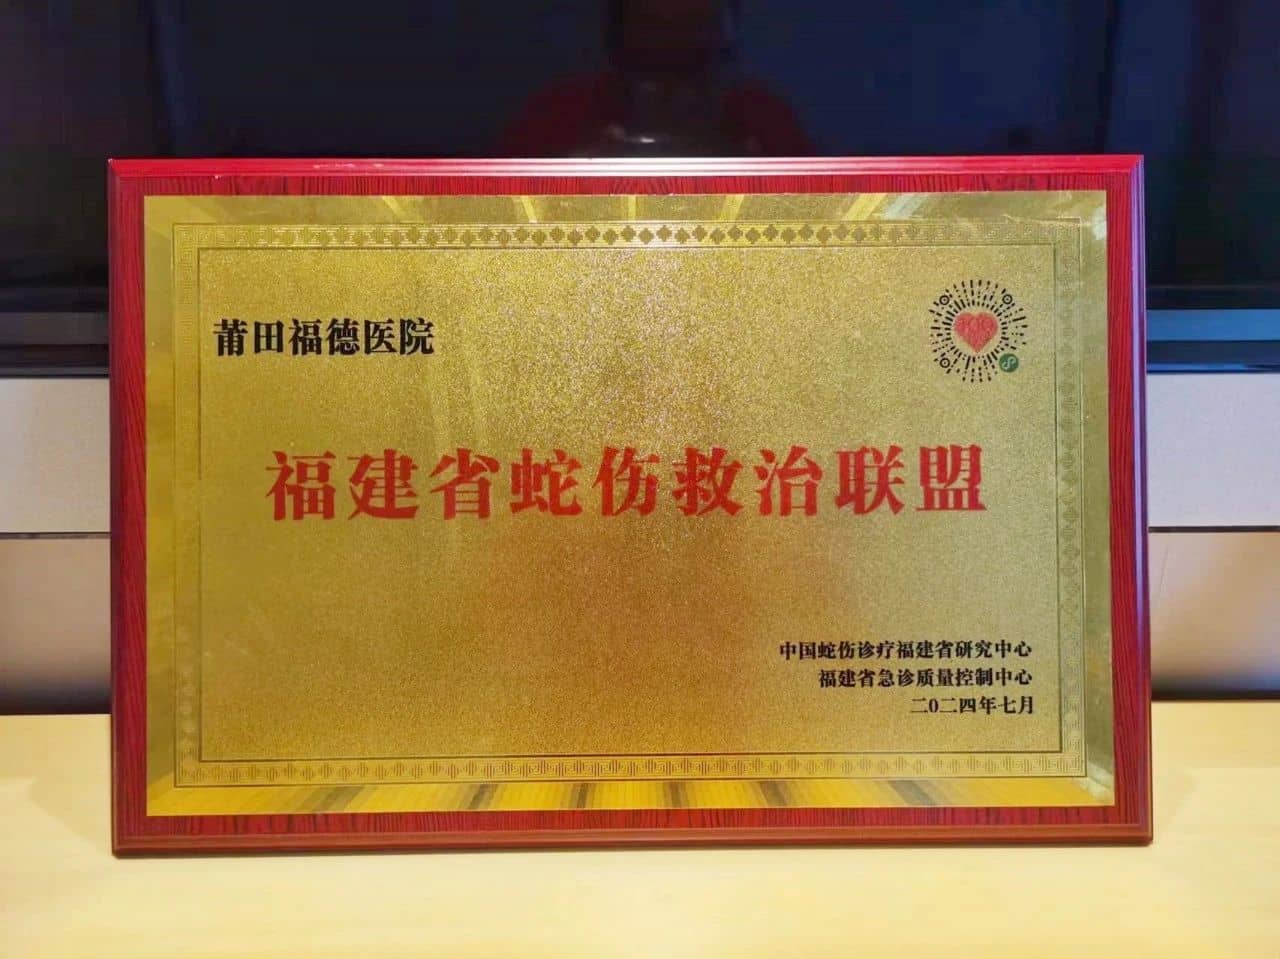 莆田福德医院
福建省蛇伤救治联盟
中国蛇伤诊疗福建省研究中心
福建省急诊质量控制中心
二0二四年七月